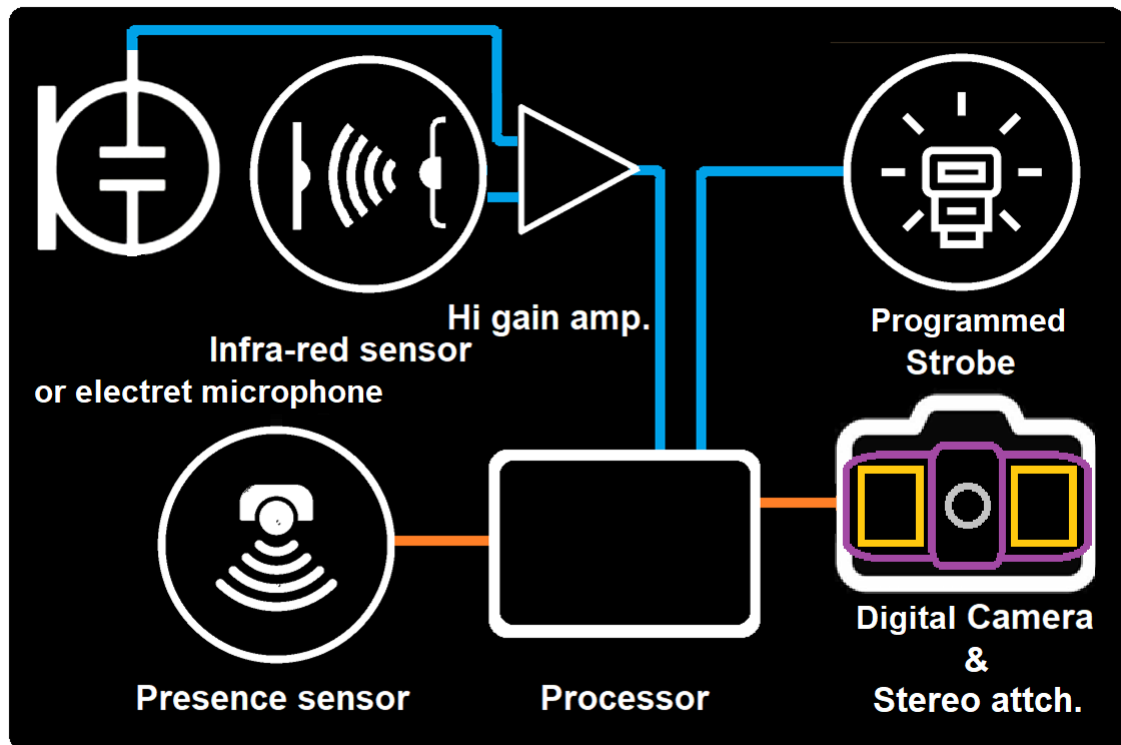 Hi gain amp.
Infra-red sensor
or electret microphone
Programmed
Strobe
Presence sensor
Processor
Digital Camera
&
Stereo attch.